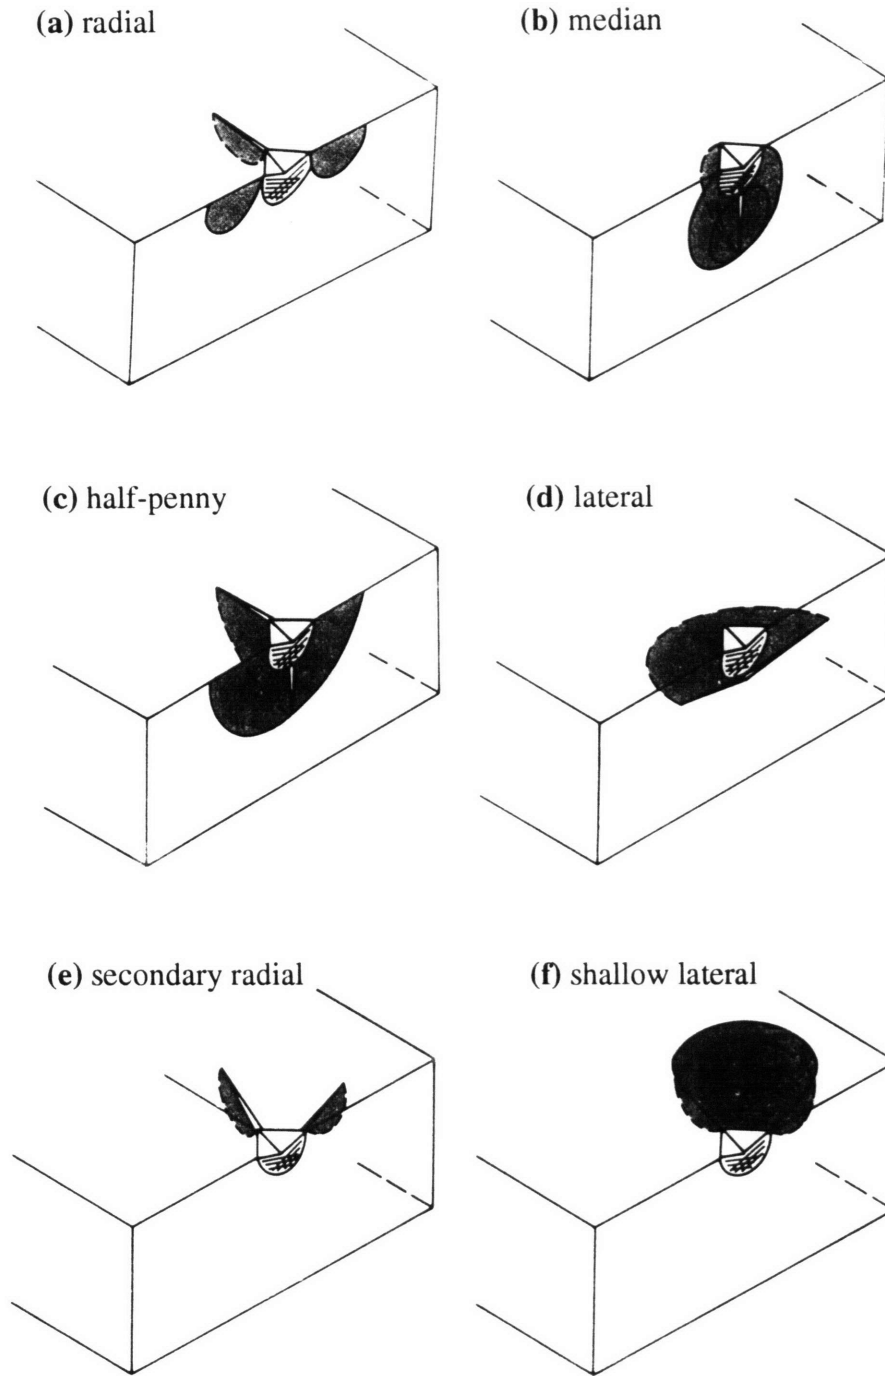 (a) radial
(b) median
(c) half-penny
(d) lateral
(e) secondary radial
(f) shallow lateral